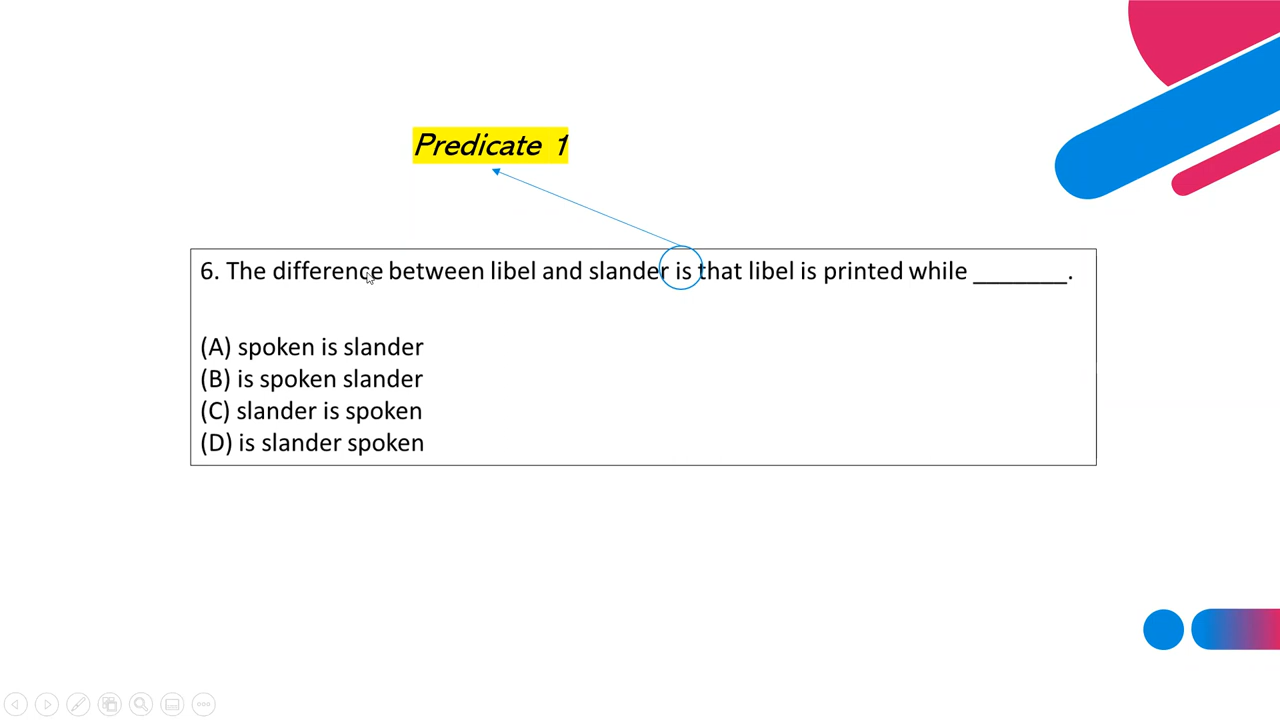 Predicate 1
6. The difference between libel and slander is that libel is printed while ________.
(A) spoken is slander
(B) is spoken slander
(C) slander is spoken
(D) is slander spoken